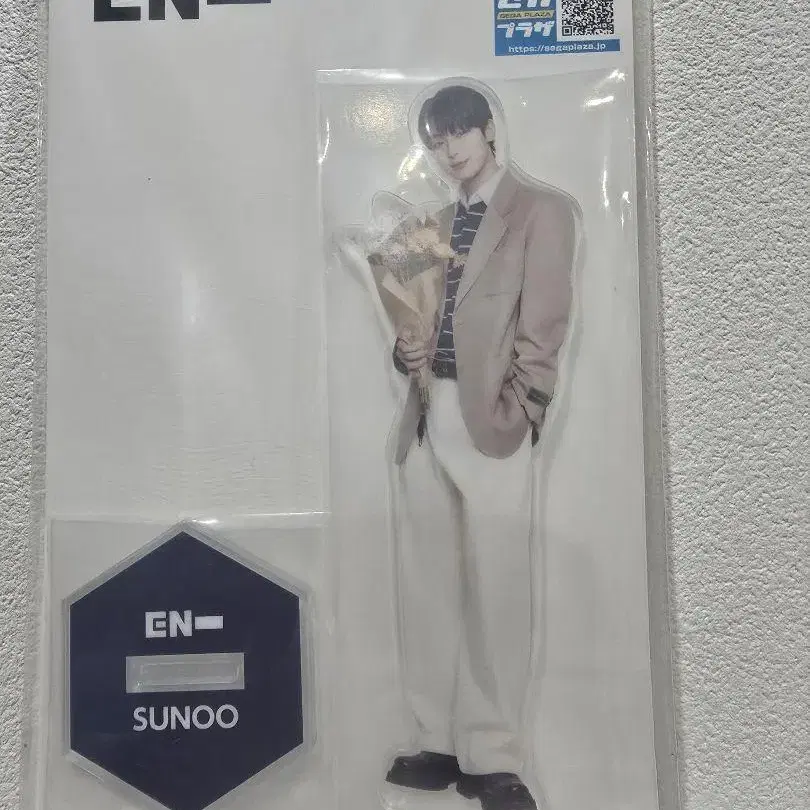 EN-
SEGA PLAZA
プラザ
https://segaplaza.jp
EN-
SUNOO